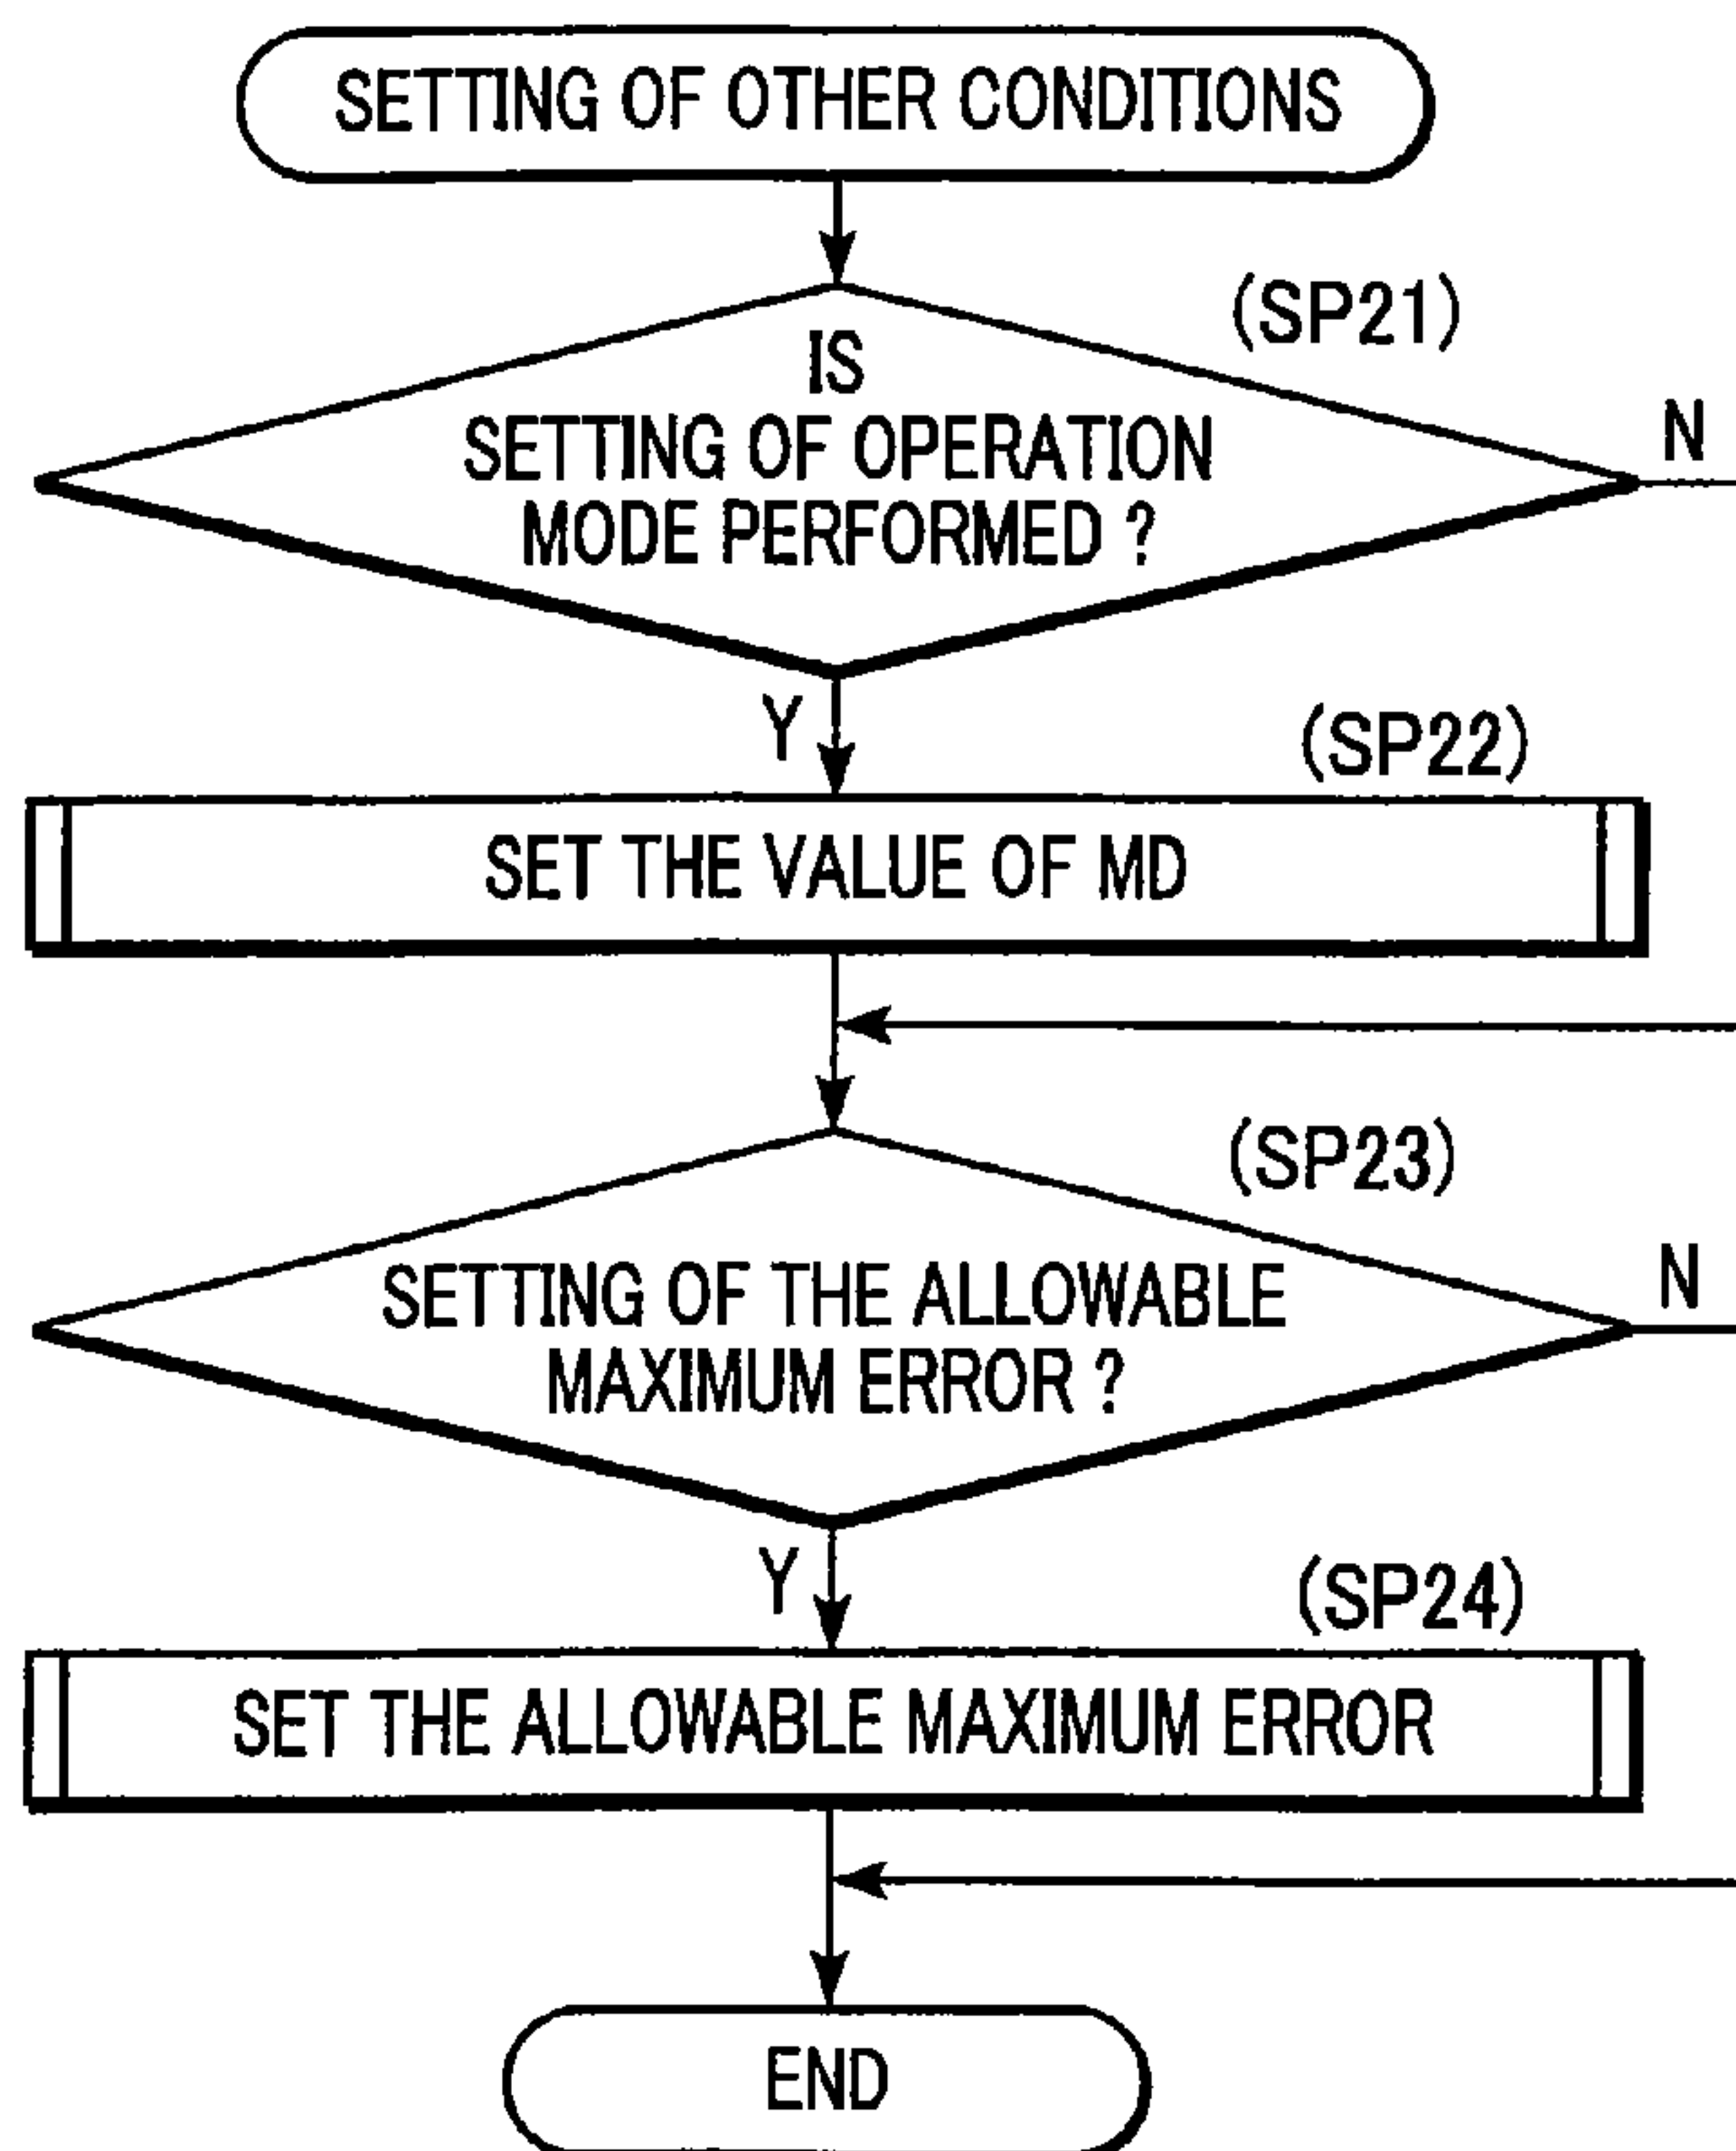 SETTING OF OTHER CONDITIONS
(SP21)
IS
SETTING OF OPERATION
MODE PERFORMED ?
N
Y
(SP22)
SET THE VALUE OF MD
(SP23)
SETTING OF THE ALLOWABLE
MAXIMUM ERROR ?
N
Y
(SP24)
SET THE ALLOWABLE MAXIMUM ERROR
END